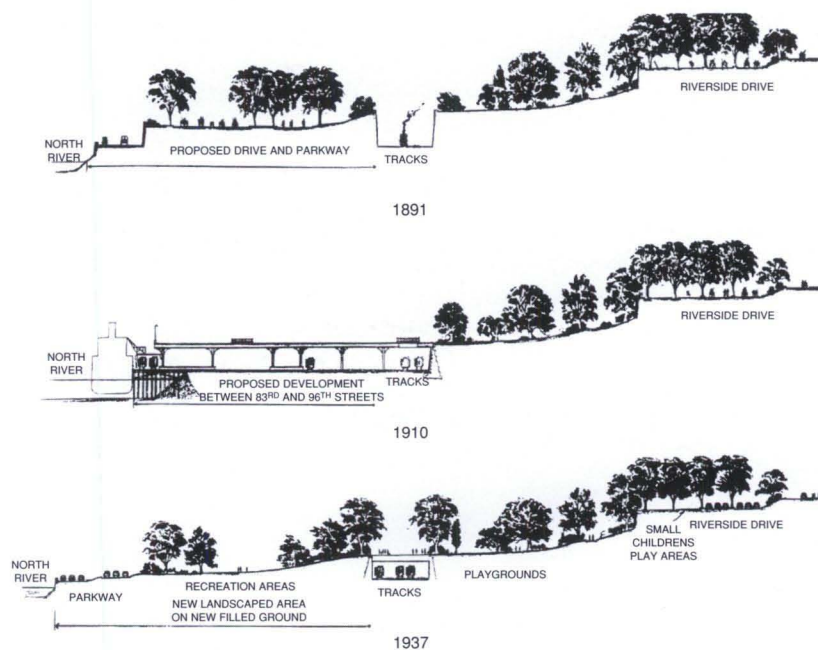 RIVERSIDE DRIVE
NORTH
RIVER
PROPOSED DRIVE AND PARKWAY
TRACKS
1891
RIVERSIDE DRIVE
NORTH
RIVER
PROPOSED DEVELOPMENT
BETWEEN 83RD AND 96TH STREETS
TRACKS
1910
SMALL
CHILDRENS
PLAY AREAS
RIVERSIDE DRIVE
NORTH
RIVER
PARKWAY
RECREATION AREAS
NEW LANDSCAPED AREA
ON NEW FILLED GROUND
TRACKS
PLAYGROUNDS
1937